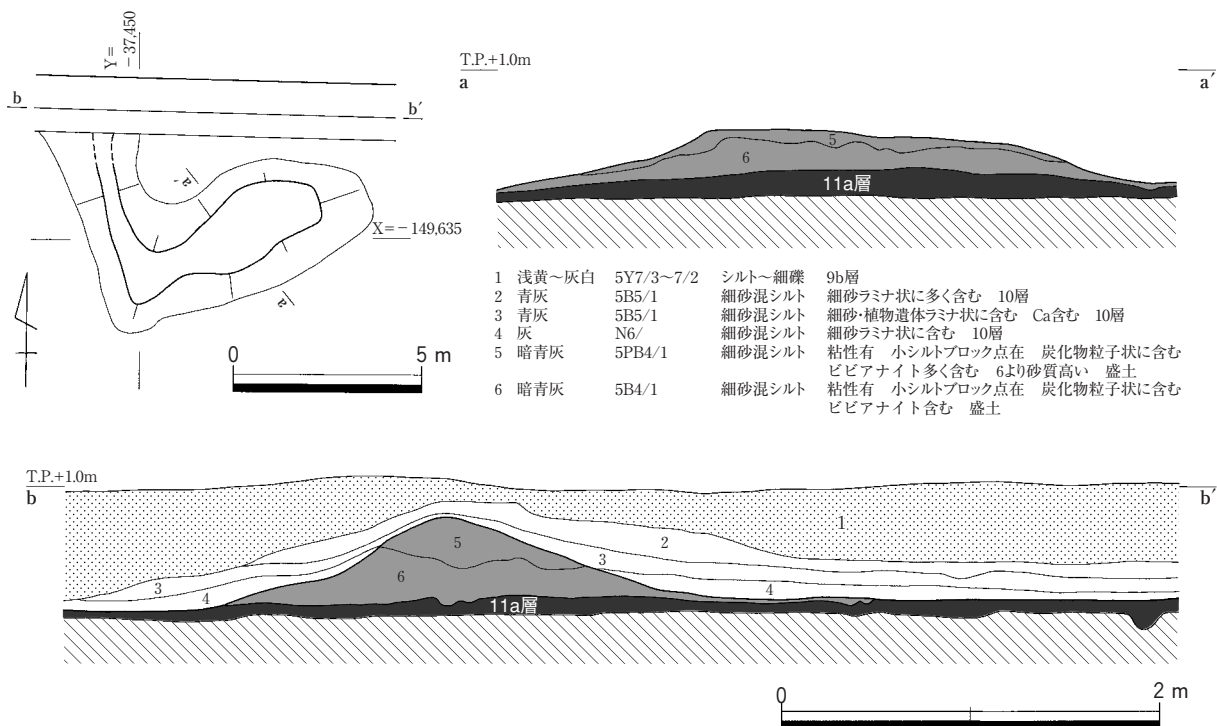 Y=
−37,450
b
b′
a′
X=−149,635
a
0
5 m
T.P.+1.0m
a
a′
5
6
11a層
1 浅黄～灰白 5Y7/3～7/2 シルト～細礫 9b層
2 青灰 5B5/1 細砂混シルト 細砂ラミナ状に多く含む 10層
3 青灰 5B5/1 細砂混シルト 細砂・植物遺体ラミナ状に含む Ca含む 10層
4 灰 N6/ 細砂混シルト 細砂ラミナ状に含む 10層
5 暗青灰 5PB4/1 細砂混シルト 粘性有 小シルトブロック点在 炭化物粒子状に含む
ビビアナイト多く含む 6より砂質高い 盛土
6 暗青灰 5B4/1 細砂混シルト 粘性有 小シルトブロック点在 炭化物粒子状に含む
ビビアナイト含む 盛土
T.P.+1.0m
b
b′
1
2
5
3
3
6
4
4
11a層
0
2 m